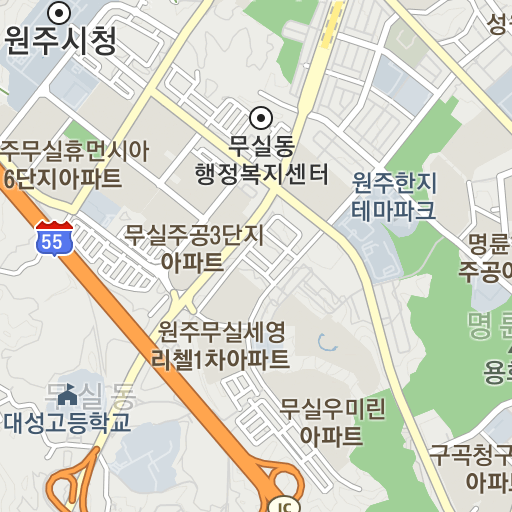 원주시청
성원
무실동
행정복지센터
주무실휴먼시아
6단지아파트
원주한지
테마파크
무실주공3단지
아파트
55
명륜
주공아
원주무실세영
리첼1차아파트
명륜
용화
무실동
대성고등학교
무실우미린
아파트
구곡청구
아파트
JC